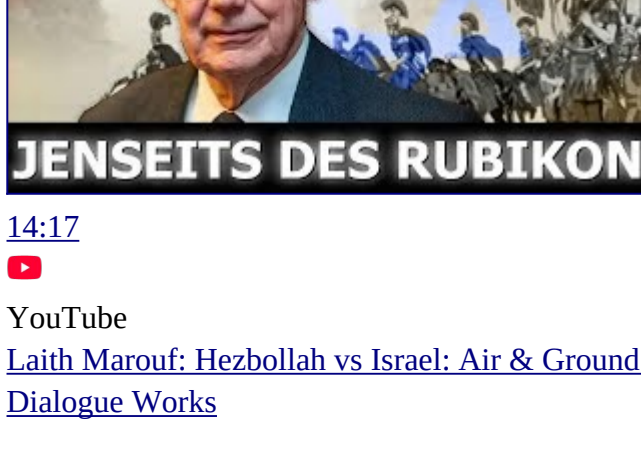 JENSEITS DES RUBIKON
14:17
YouTube
Laith Marouf: Hezbollah vs Israel: Air & Ground
Dialogue Works